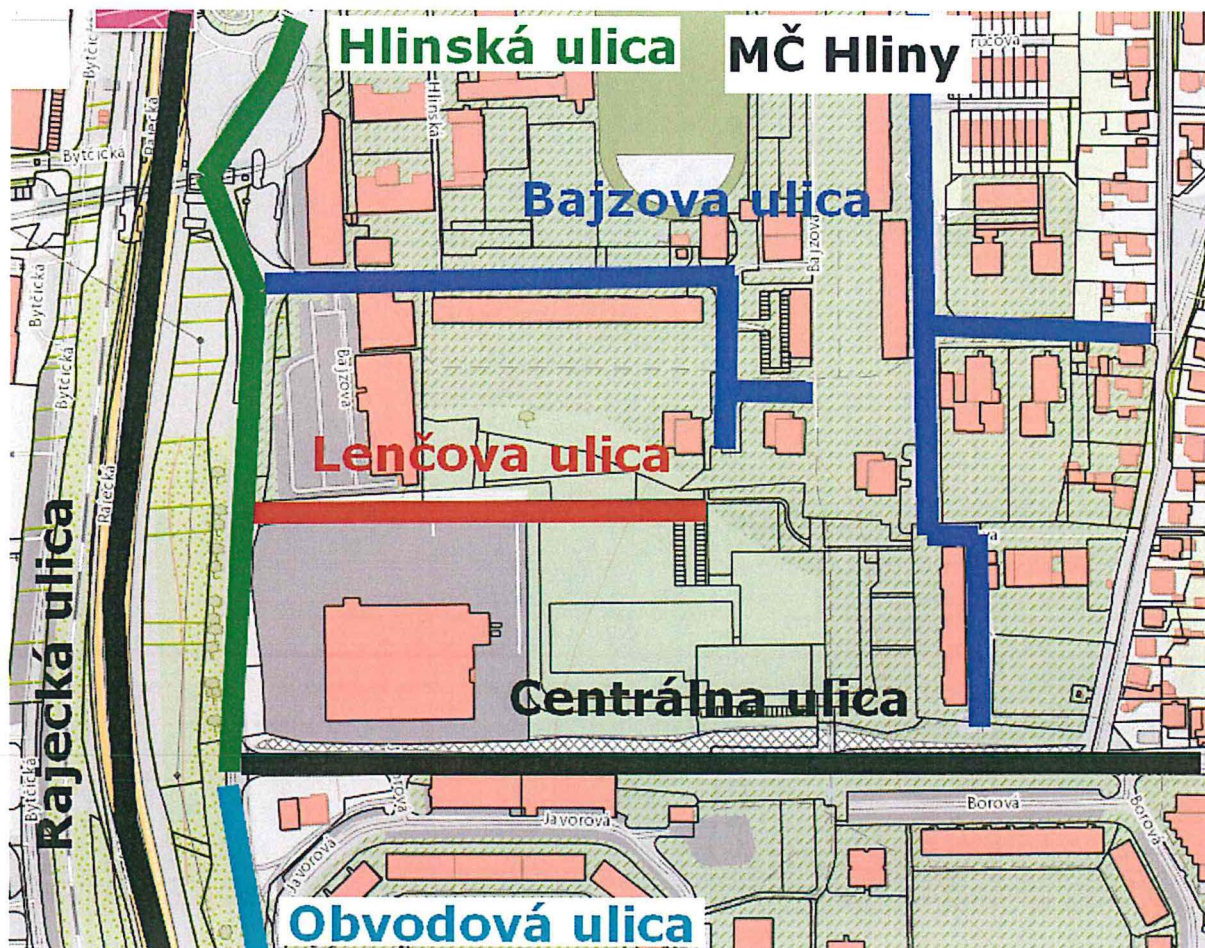 Hlinská ulica
MČ Hliny
Bytčická
Rajecká
Hlinská
Bytčická
Bajzova ulica
Bajzova
Bytčická
Bajzova
Bytčická
Lenčova ulica
Rajecká
Rajecká ulica
Centrálna ulica
Bytčická
Borová
Borová
Javorová
Javorová
Obvodová ulica